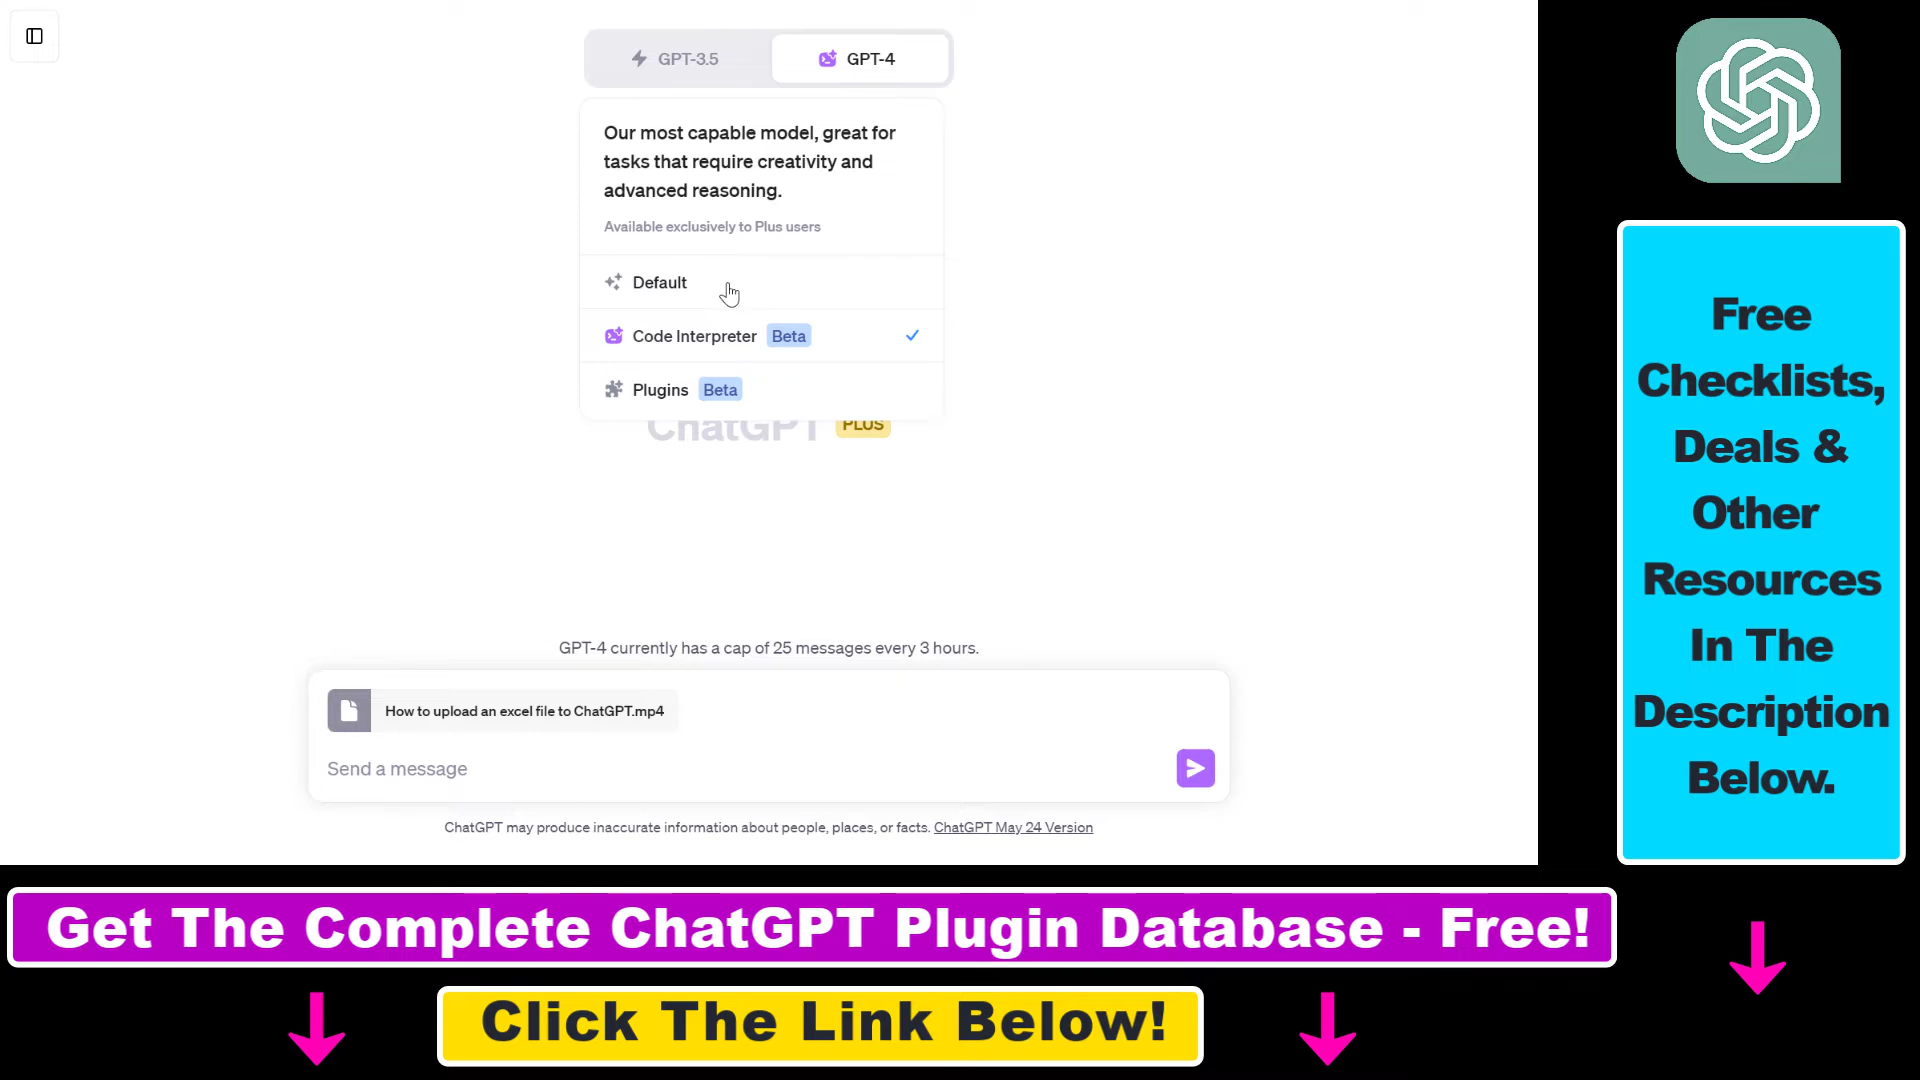 GPT-3.5
GPT-4
Our most capable model, great for
tasks that require creativity and
advanced reasoning.
Available exclusively to Plus users
Default
Code Interpreter Beta
Plugins Beta
ChatGPT PLUS
GPT-4 currently has a cap of 25 messages every 3 hours.
How to upload an excel file to ChatGPT.mp4
Send a message
ChatGPT may produce inaccurate information about people, places, or facts. ChatGPT May 24 Version
Free
Checklists,
Deals &
Other
Resources
In The
Description
Below.
Get The Complete ChatGPT Plugin Database - Free!
Click The Link Below!